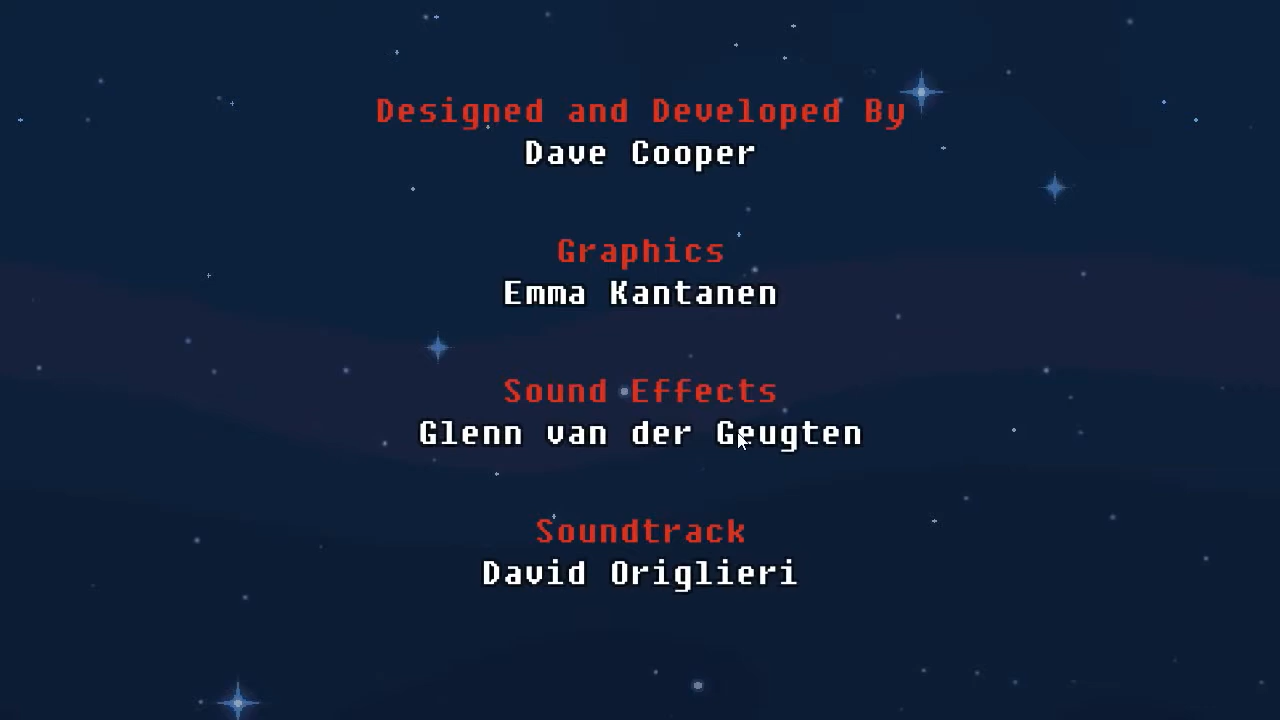 Designed and Developed By
Dave Cooper
Graphics
Emma Kantanen
Sound Effects
Glenn van der Geugten
Soundtrack
David Origlieri